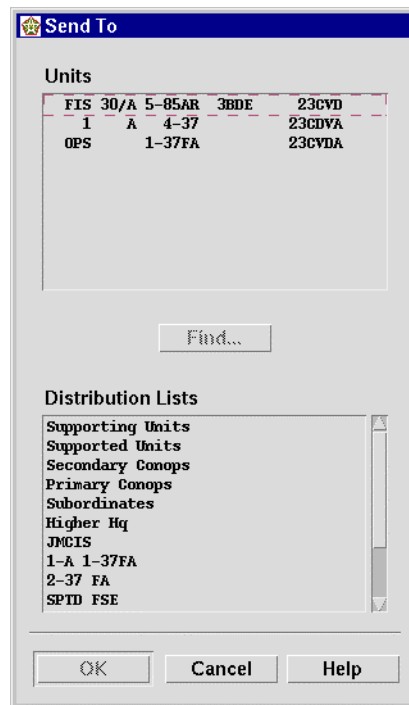 Send To
Units
FIS 30/A 5-85AR 3BDE 23CVD
1 A 4-37 23CDVA
OPS 1-37FA 23CVDA
Find...
Distribution Lists
Supporting Units
Supported Units
Secondary Conops
Primary Conops
Subordinates
Higher Hq
JMCIS
1-A 1-37FA
2-37 FA
SPTD FSE
OK Cancel Help